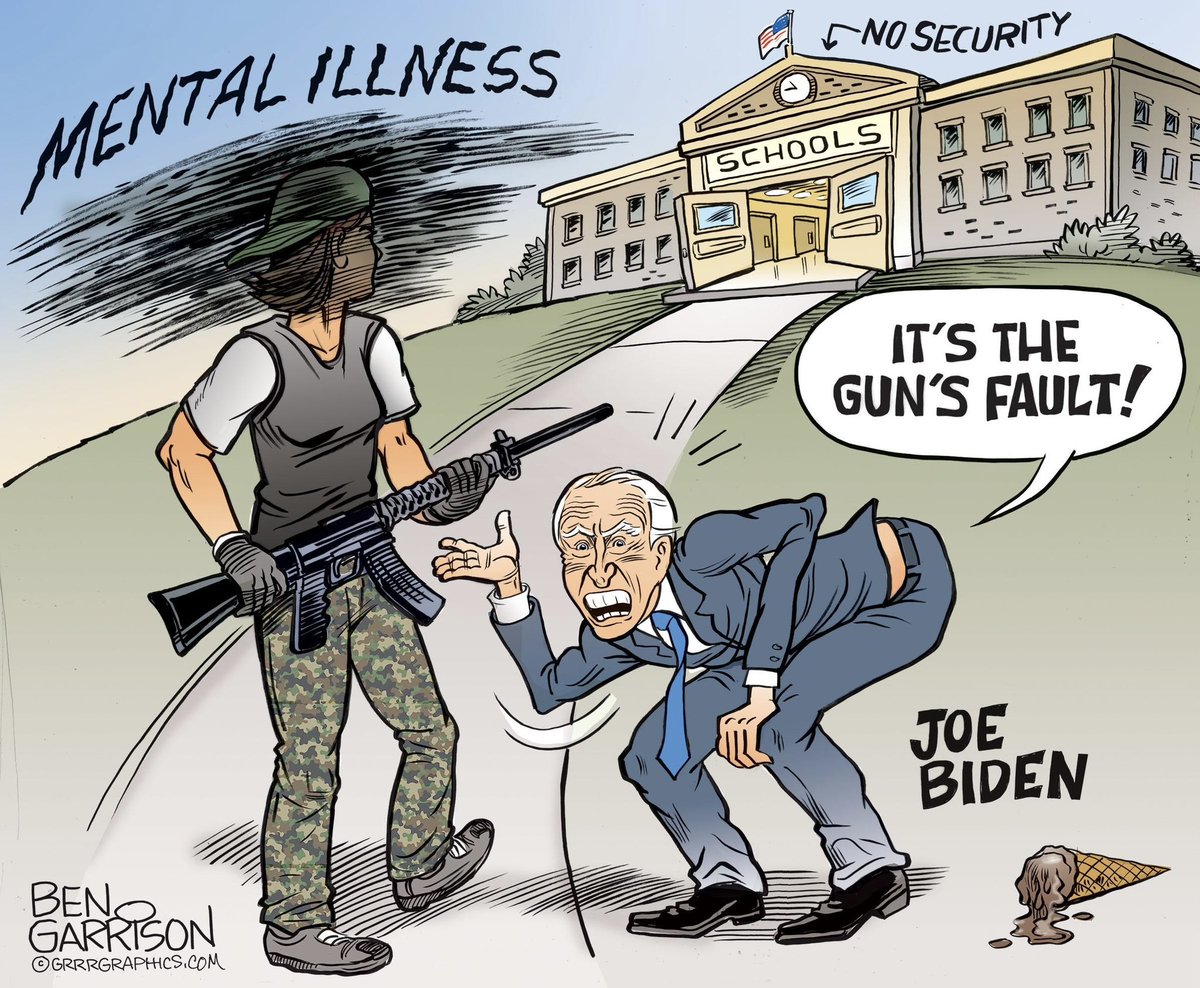 MENTAL ILLNESS
NO SECURITY
SCHOOLS
IT'S THE
GUN'S FAULT!
JOE
BIDEN
BEN
GARRISON
©GRRRGRAPHICS.COM